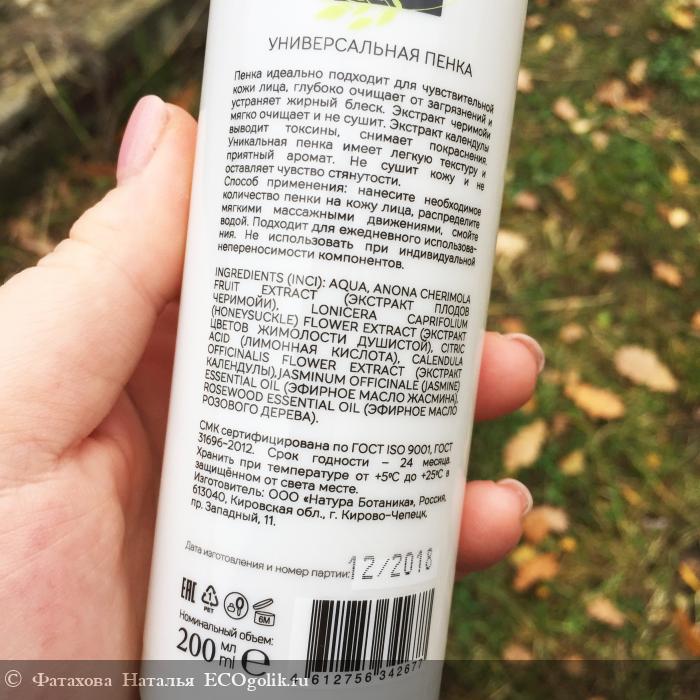 УНИВЕРСАЛЬНАЯ ПЕНКА
Пенка идеально подходит для чувствительной
кожи лица, глубоко очищает от загрязнений и
устраняет жирный блеск. Экстракт черимойи
мягко очищает и не сушит. Экстракт календулы
выводит токсины, снимает покраснения.
Уникальная пенка имеет легкую текстуру и
приятный аромат. Не сушит кожу и не
оставляет чувство стянутости.
Способ применения: нанесите необходимое
количество пенки на кожу лица, распределите
мягкими массажными движениями, смойте
водой. Подходит для ежедневного использова-
ния. Не использовать при индивидуальной
непереносимости компонентов.
INGREDIENTS (INCI): AQUA, ANONA CHERIMOLA
FRUIT EXTRACT (ЭКСТРАКТ ПЛОДОВ
ЧЕРИМОЙИ), LONICERA CAPRIFOLIUM
(HONEYSUCKLE) FLOWER EXTRACT (ЭКСТРАКТ
ЦВЕТОВ ЖИМОЛОСТИ ДУШИСТОЙ), CITRIC
ACID (ЛИМОННАЯ КИСЛОТА), CALENDULA
OFFICINALIS FLOWER EXTRACT (ЭКСТРАКТ
КАЛЕНДУЛЫ),JASMINUM OFFICINALE (JASMINE)
ESSENTIAL OIL (ЭФИРНОЕ МАСЛО ЖАСМИНА),
ROSEWOOD ESSENTIAL OIL (ЭФИРНОЕ МАСЛО
РОЗОВОГО ДЕРЕВА).
СМК сертифицирована по ГОСТ ISO 9001, ГОСТ
31696-2012. Срок годности – 24 месяца.
Хранить при температуре от +5ºС до +25ºС в
защищённом от света месте.
Изготовитель: ООО «Натура Ботаника», Россия,
613040, Кировская обл., г. Кирово-Чепецк,
пр. Западный, 11.
Дата изготовления и номер партии: 12/2018
EAC 1 PET 6M
Номинальный объем:
200 мл ml e
4 612756 342677
© Фатахова Наталья ECOgolik.ru